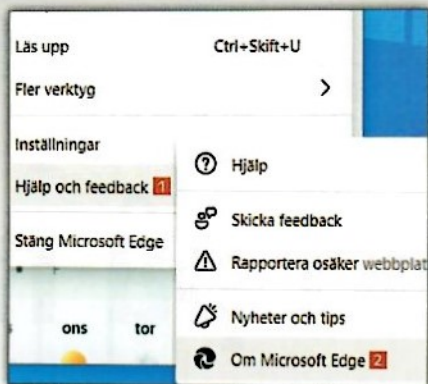 Läs upp Ctrl+Skift+U
Fler verktyg
Inställningar
Hjälp och feedback 1
Stäng Microsoft Edge
ons tor
Hjälp
Skicka feedback
Rapportera osäker webbplat
Nyheter och tips
Om Microsoft Edge 2